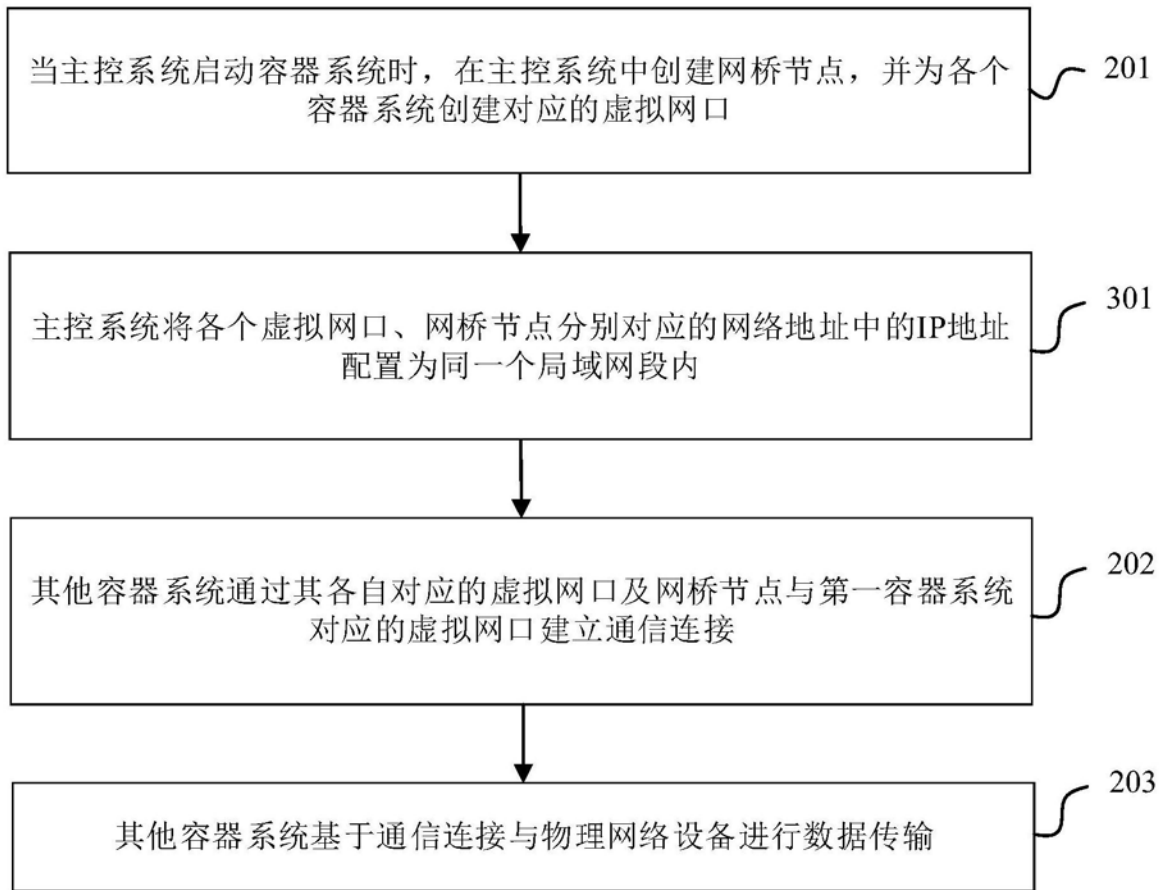 当主控系统启动容器系统时，在主控系统中创建网桥节点，并为各个
容器系统创建对应的虚拟网口
201
主控系统将各个虚拟网口、网桥节点分别对应的网络地址中的IP地址
配置为同一个局域网段内
301
其他容器系统通过其各自对应的虚拟网口及网桥节点与第一容器系统
对应的虚拟网口建立通信连接
202
其他容器系统基于通信连接与物理网络设备进行数据传输
203